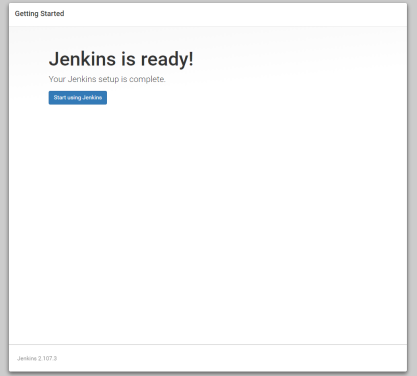 Getting Started
Jenkins is ready!
Your Jenkins setup is complete.
Start using Jenkins
Jenkins 2.107.3